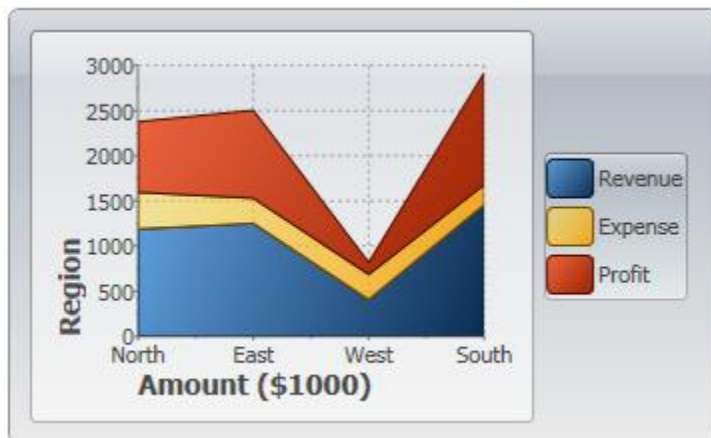 3000
2500
2000
1500
1000
500
0
Region
North East West South
Amount ($1000)
Revenue
Expense
Profit